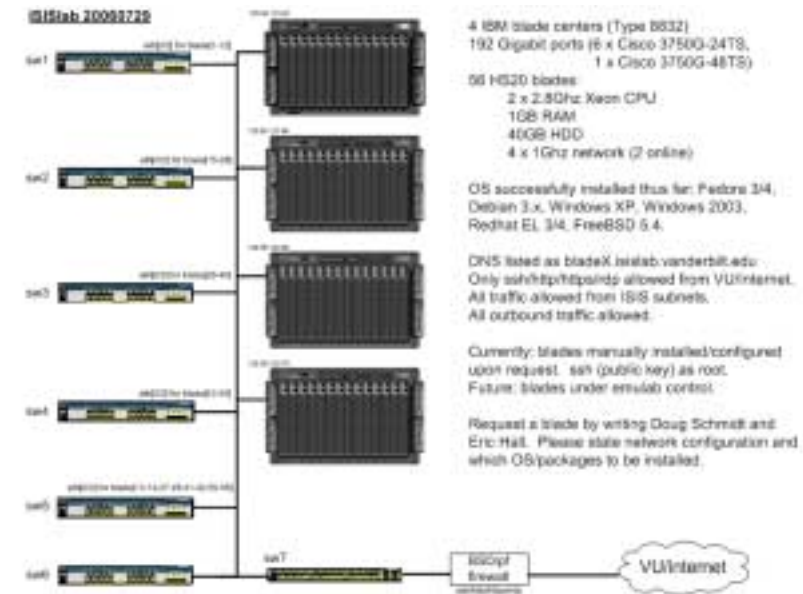 ISISlab 20060729
4 IBM blade centers (Type 8832)
192 Gigabit ports (6 x Cisco 3750G-24TS,
1 x Cisco 3750G-48TS)
56 HS20 blades
2 x 2.8Ghz Xeon CPU
1GB RAM
40GB HDD
4 x 1Ghz network (2 online)
OS successfully installed thus far: Fedora 3/4,
Debian 3.x, Windows XP, Windows 2003,
Redhat EL 3/4, FreeBSD 5.4.
DNS listed as bladeX.isislab.vanderbilt.edu
Only ssh/http/https/rdp allowed from VU/Internet.
All traffic allowed from ISIS subnets.
All outbound traffic allowed.
Currently: blades manually installed/configured
upon request. ssh (public key) as root.
Future: blades under emulab control.
Request a blade by writing Doug Schmidt and
Eric Hall. Please state network configuration and
which OS/packages to be installed.
sw1
sw2
sw3
sw4
sw5
sw6
sw7
BSD/pf
firewall
VU/Internet